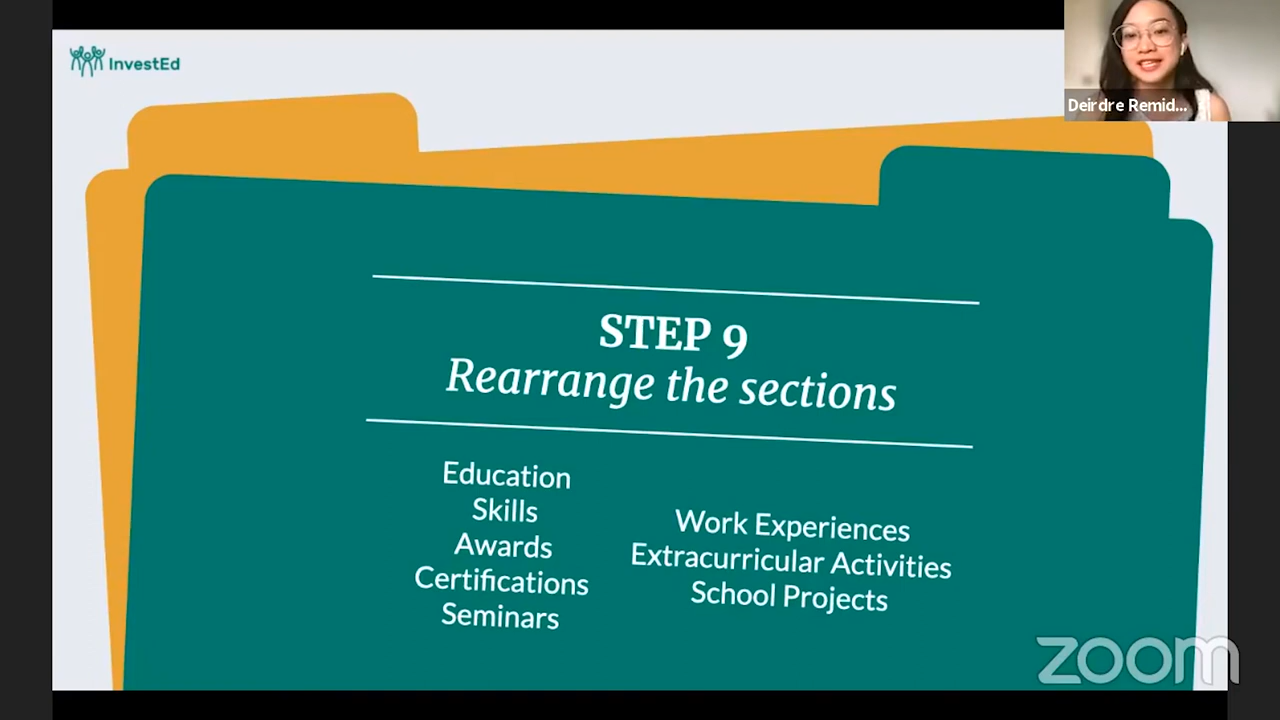 InvestEd
Deirdre Remid...
STEP 9
Rearrange the sections
Education
Skills
Awards
Certifications
Seminars
Work Experiences
Extracurricular Activities
School Projects
zoom